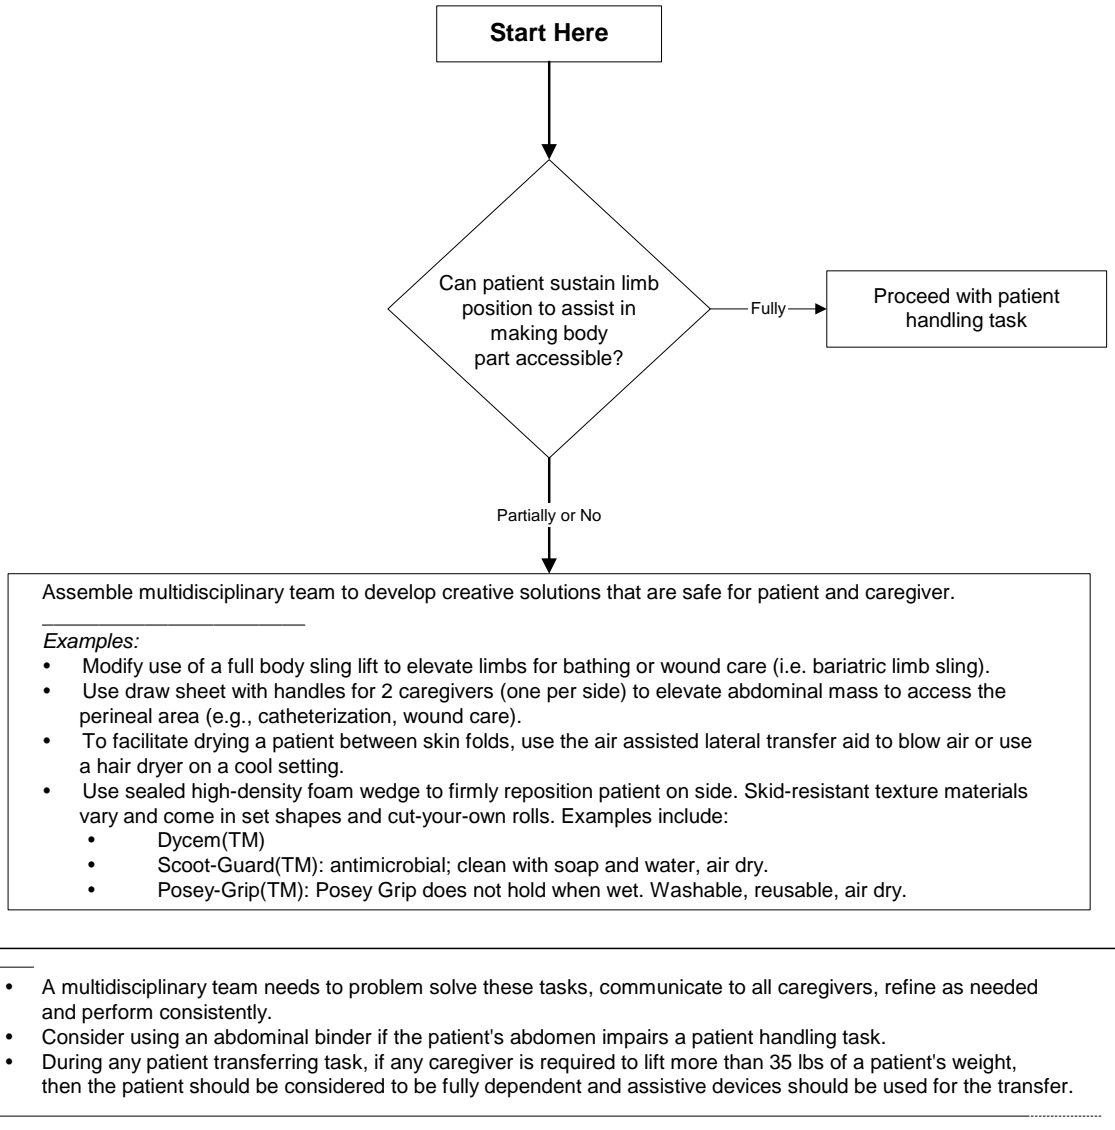 Start Here
Can patient sustain limb
position to assist in
making body
part accessible?
Fully
Proceed with patient
handling task
Partially or No
Assemble multidisciplinary team to develop creative solutions that are safe for patient and caregiver.
Examples:
• Modify use of a full body sling lift to elevate limbs for bathing or wound care (i.e. bariatric limb sling).
• Use draw sheet with handles for 2 caregivers (one per side) to elevate abdominal mass to access the
perineal area (e.g., catheterization, wound care).
• To facilitate drying a patient between skin folds, use the air assisted lateral transfer aid to blow air or use
a hair dryer on a cool setting.
• Use sealed high-density foam wedge to firmly reposition patient on side. Skid-resistant texture materials
vary and come in set shapes and cut-your-own rolls. Examples include:
• Dycem(TM)
• Scoot-Guard(TM): antimicrobial; clean with soap and water, air dry.
• Posey-Grip(TM): Posey Grip does not hold when wet. Washable, reusable, air dry.
• A multidisciplinary team needs to problem solve these tasks, communicate to all caregivers, refine as needed
and perform consistently.
• Consider using an abdominal binder if the patient's abdomen impairs a patient handling task.
• During any patient transferring task, if any caregiver is required to lift more than 35 lbs of a patient's weight,
then the patient should be considered to be fully dependent and assistive devices should be used for the transfer.